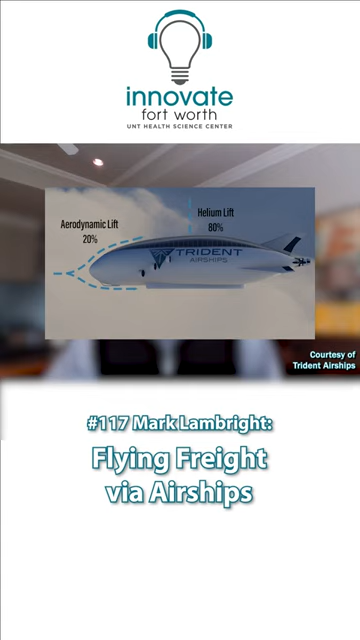 innovate
fort worth
UNT HEALTH SCIENCE CENTER
Aerodynamic Lift
20%
Helium Lift
80%
TRIDENT
AIRSHIPS
Courtesy of
Trident Airships
#117 Mark Lambright:
Flying Freight
via Airships